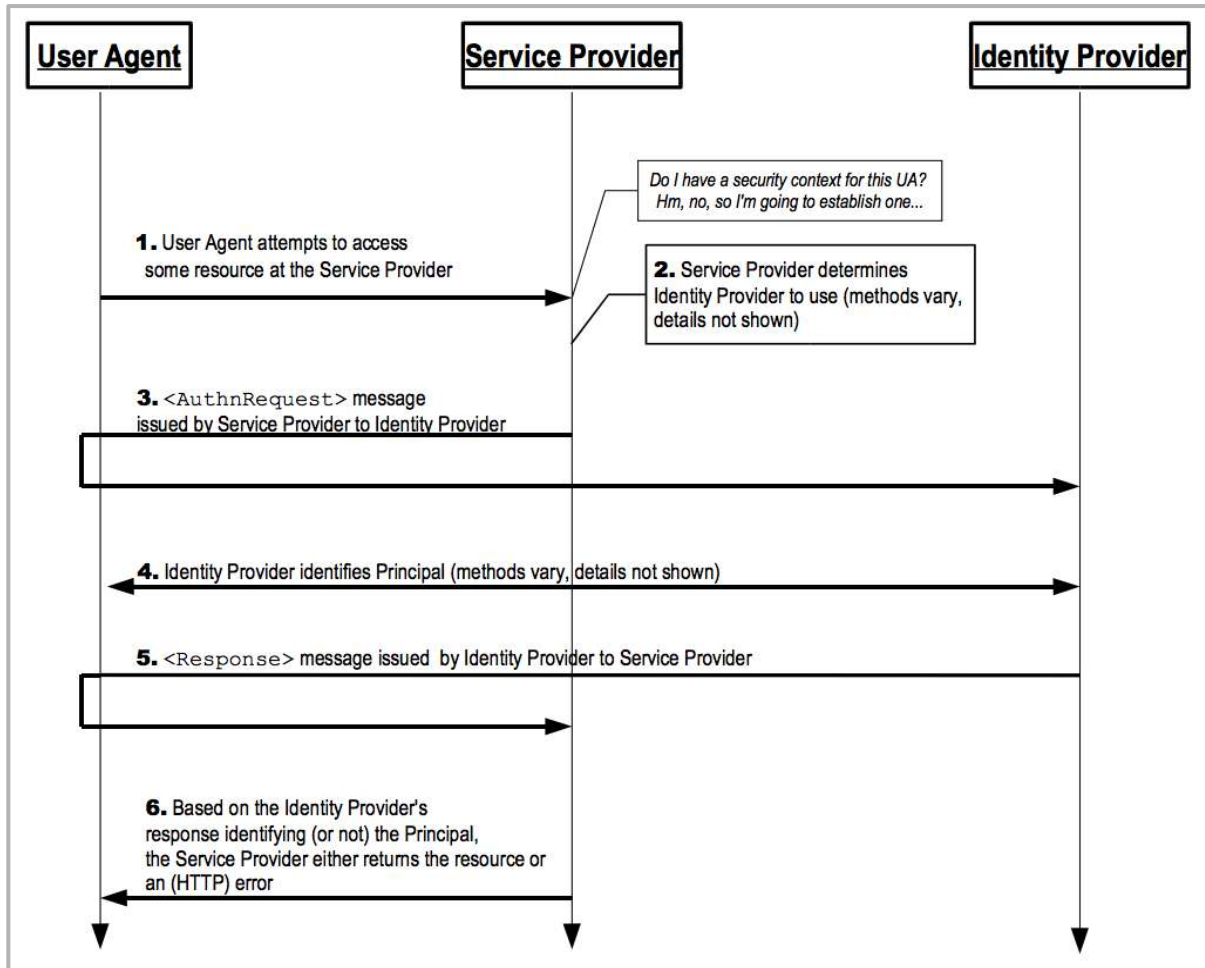 User Agent
Service Provider
Identity Provider
Do I have a security context for this UA?
Hm, no, so I'm going to establish one...
1. User Agent attempts to access
some resource at the Service Provider
2. Service Provider determines
Identity Provider to use (methods vary,
details not shown)
3. <AuthnRequest> message
issued by Service Provider to Identity Provider
4. Identity Provider identifies Principal (methods vary, details not shown)
5. <Response> message issued by Identity Provider to Service Provider
6. Based on the Identity Provider's
response identifying (or not) the Principal,
the Service Provider either returns the resource or
an (HTTP) error